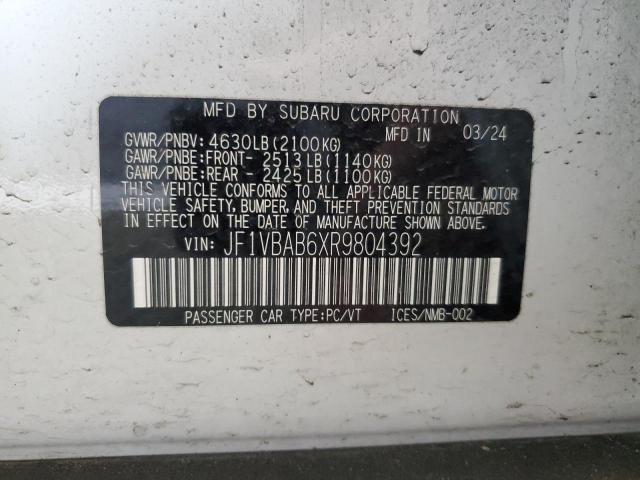 MFD BY SUBARU CORPORATION
MFD IN 03/24
GVWR/PNBV: 4630LB(2100KG)
GAWR/PNBE:FRONT- 2513LB(1140KG)
GAWR/PNBE:REAR - 2425LB(1100KG)
THIS VEHICLE CONFORMS TO ALL APPLICABLE FEDERAL MOTOR
VEHICLE SAFETY, BUMPER, AND THEFT PREVENTION STANDARDS
IN EFFECT ON THE DATE OF MANUFACTURE SHOWN ABOVE.
VIN: JF1VBAB6XR9804392
PASSENGER CAR TYPE:PC/VT ICES/NMB-002